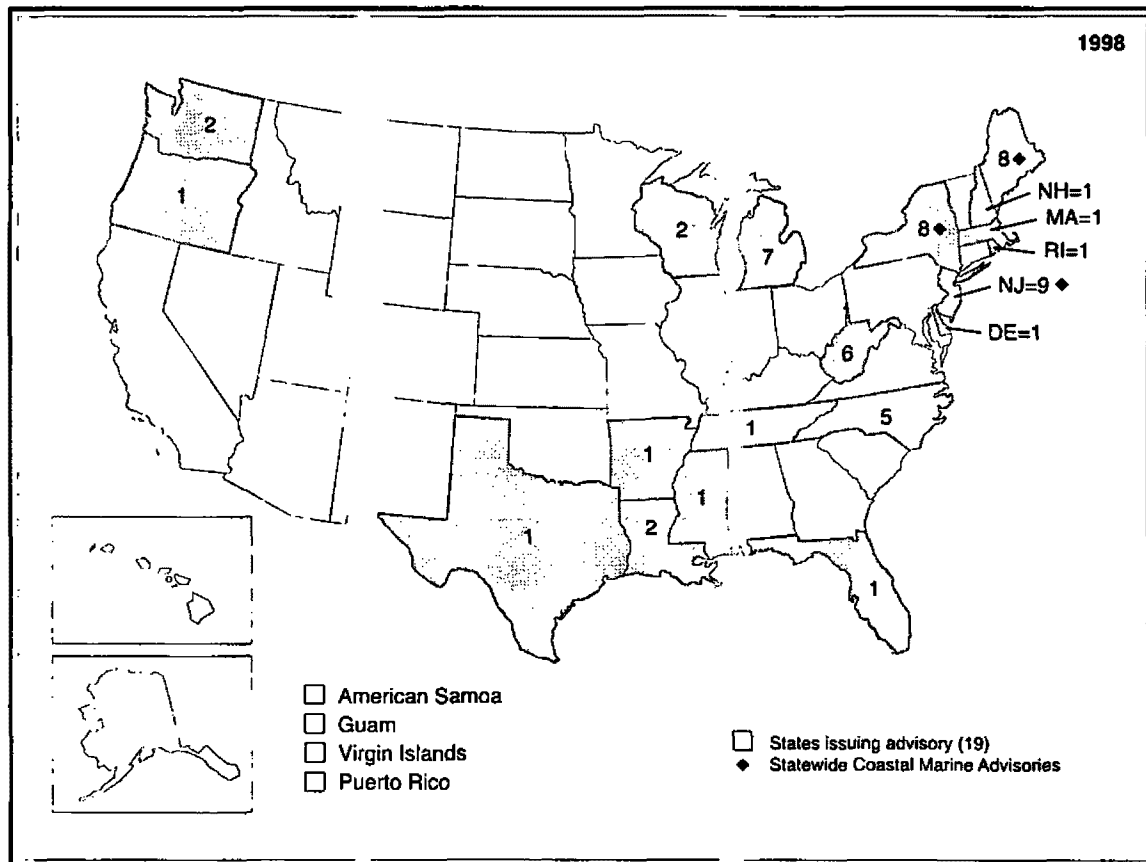 1998
2
1
8◆
NH=1
MA=1
RI=1
8◆
NJ=9 ◆
DE=1
2
7
6
5
1
1
1
2
1
1
American Samoa
Guam
Virgin Islands
Puerto Rico
States issuing advisory (19)
◆ Statewide Coastal Marine Advisories